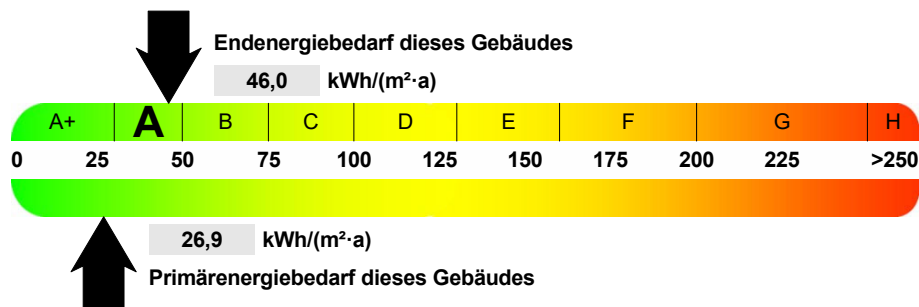 Endenergiebedarf dieses Gebäudes
46,0 kWh/(m²·a)
A+ A B C D E F G H
0 25 50 75 100 125 150 175 200 225 >250
26,9 kWh/(m²·a)
Primärenergiebedarf dieses Gebäudes